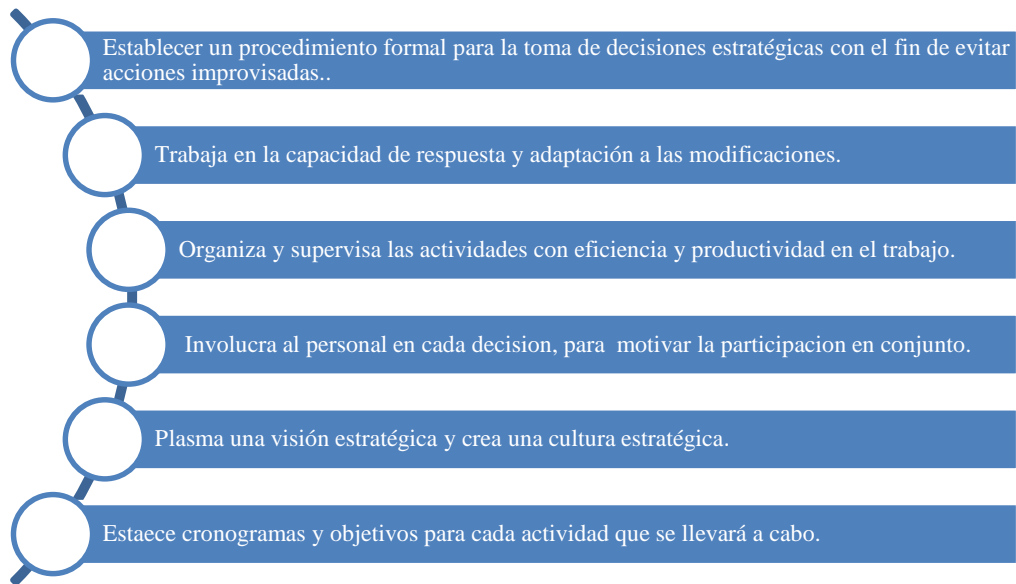 Establecer un procedimiento formal para la toma de decisiones estratégicas con el fin de evitar
acciones improvisadas..
Trabaja en la capacidad de respuesta y adaptación a las modificaciones.
Organiza y supervisa las actividades con eficiencia y productividad en el trabajo.
Involucra al personal en cada decision, para motivar la participacion en conjunto.
Plasma una visión estratégica y crea una cultura estratégica.
Estaece cronogramas y objetivos para cada actividad que se llevará a cabo.